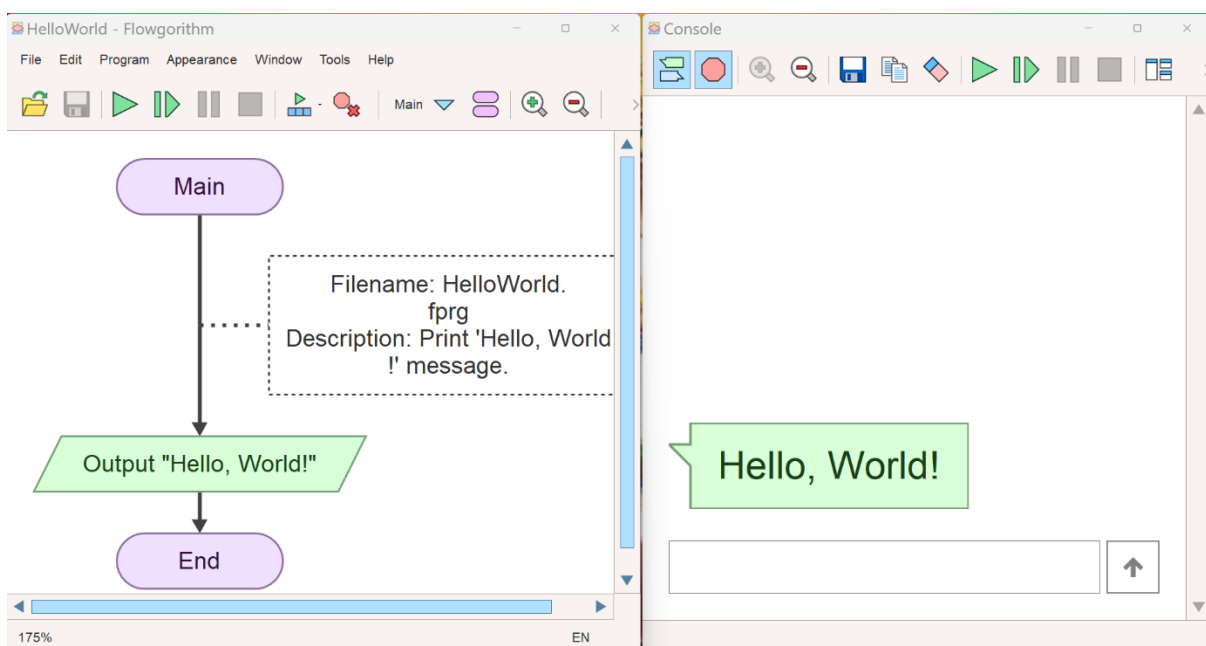 HelloWorld - Flowgorithm
File Edit Program Appearance Window Tools Help
Main
Main
Filename: HelloWorld.
fprg
Description: Print 'Hello, World
!' message.
Output "Hello, World!"
End
175% EN
Console
Hello, World!